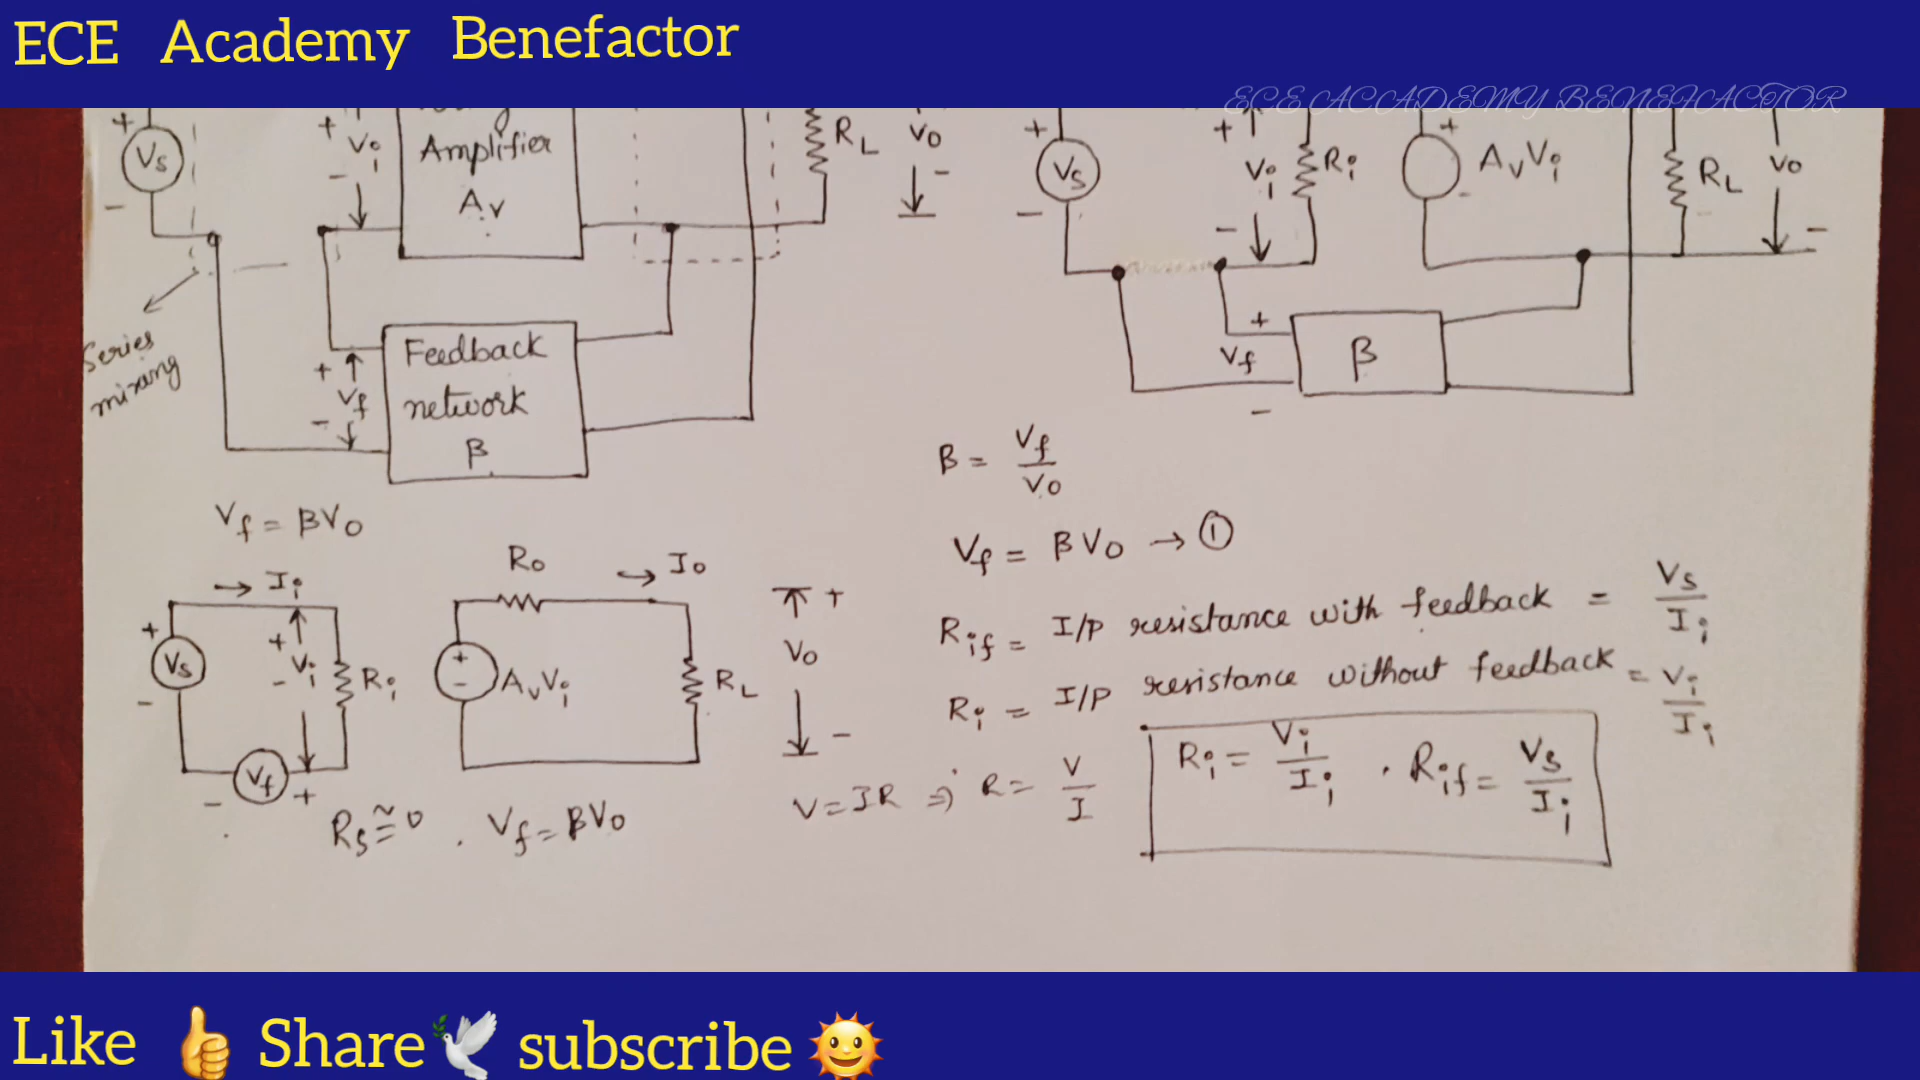 ECE Academy Benefactor
ECE ACCADEMY BENEFACTOR
+ Vs -
+ Vi -
Amplifier
Av
RL
Vo
-
Series
mixing
+ Vf -
Feedback
network
β
+ Vs -
+ Vi -
Ri
+ AvVi -
RL
Vo
-
+ Vf -
β
Vf = βVo
β = Vf/Vo
Vf = βVo → ①
→ Ii
+ Vs -
+ Vi -
Ri
- Vf +
Ro
→ Io
+ - AvVi
RL
+ Vo -
Rs ≅ 0 . Vf = βVo
Rif = I/P resistance with feedback = Vs/Ii
Ri = I/P resistance without feedback = Vi/Ii
V = IR ⇒ R = V/I
Ri = Vi/Ii . Rif = Vs/Ii
Like 👍 Share 🕊 subscribe 🌞